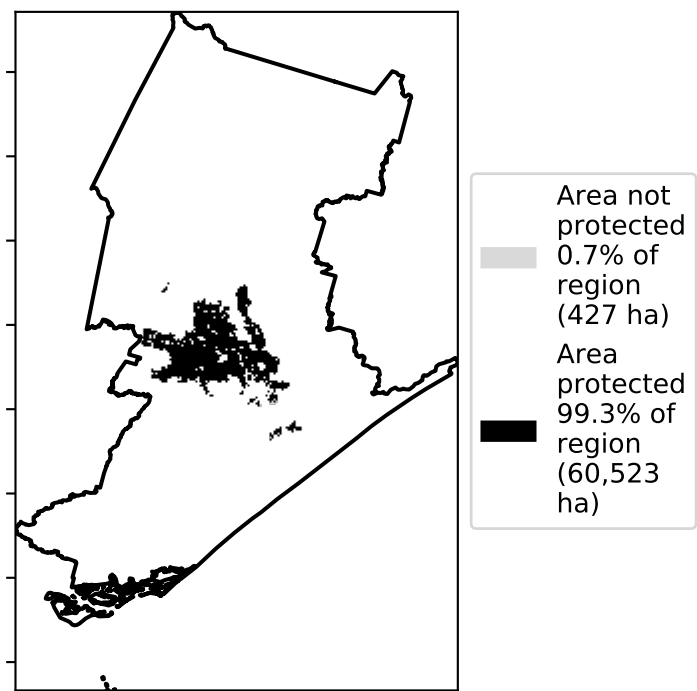 Area not
protected
0.7% of
region
(427 ha)
Area
protected
99.3% of
region
(60,523
ha)